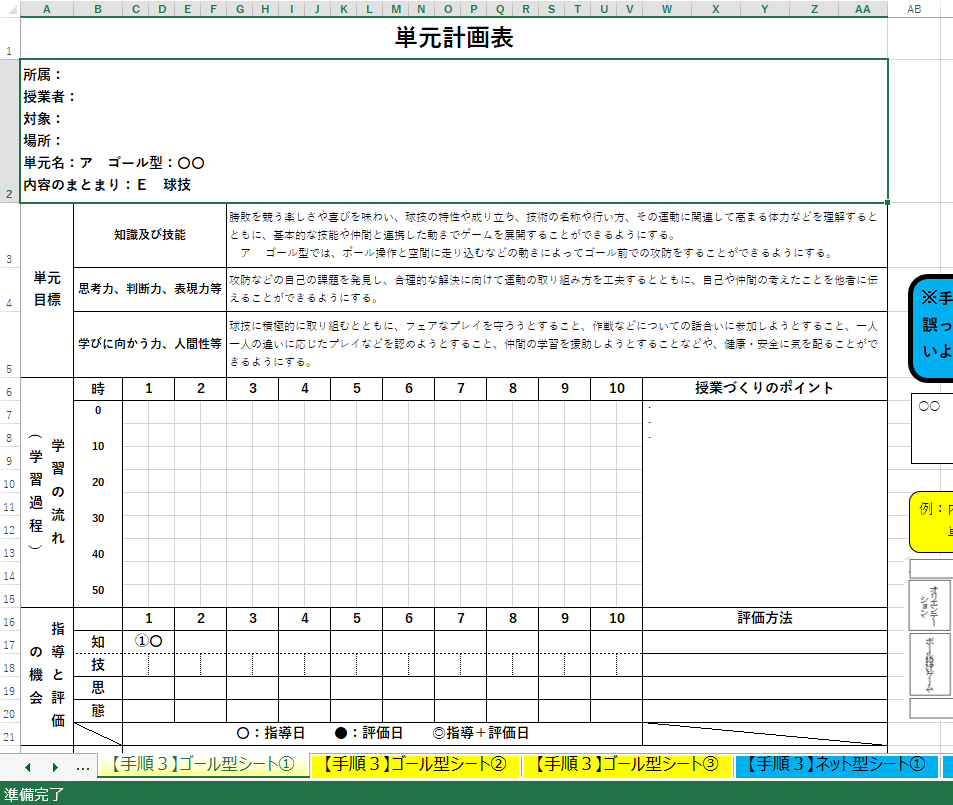 A B C D E F G H I J K L M N O P Q R S T U V W X Y Z AA AB
1 単元計画表
所属：
授業者：
対象：
場所：
単元名：ア　ゴール型：〇〇
2 内容のまとまり：Ｅ　球技
3 知識及び技能
勝敗を競う楽しさや喜びを味わい、球技の特性や成り立ち、技術の名称や行い方、その運動に関連して高まる体力などを理解すると
ともに、基本的な技能や仲間と連携した動きでゲームを展開することができるようにする。
ア　ゴール型では、ボール操作と空間に走り込むなどの動きによってゴール前での攻防をすることができるようにする。
単元
目標
4 思考力、判断力、表現力等
攻防などの自己の課題を発見し、合理的な解決に向けて運動の取り組み方を工夫するとともに、自己や仲間の考えたことを他者に伝
えることができるようにする。
5 学びに向かう力、人間性等
球技に積極的に取り組むとともに、フェアなプレイを守ろうとすること、作戦などについての話合いに参加しようとすること、一人
一人の違いに応じたプレイなどを認めようとすること、仲間の学習を援助しようとすることなどや、健康・安全に気を配ることがで
きるようにする。
※手
誤っ
いよ
6 時 1 2 3 4 5 6 7 8 9 10 授業づくりのポイント
学習の流れ
（学習過程）
7 0 ・
8 ・
9 10 ・
10 20
11
12 30
13
14 40
15 50
〇〇
例：内
オリエンテーション
16 1 2 3 4 5 6 7 8 9 10 評価方法
指導と評価
の機会
17 知 ①〇
18 技
19 思
20 態
21 〇：指導日　●：評価日　◎指導＋評価日
... 【手順３】ゴール型シート① 【手順３】ゴール型シート② 【手順３】ゴール型シート③ 【手順３】ネット型シート①
準備完了